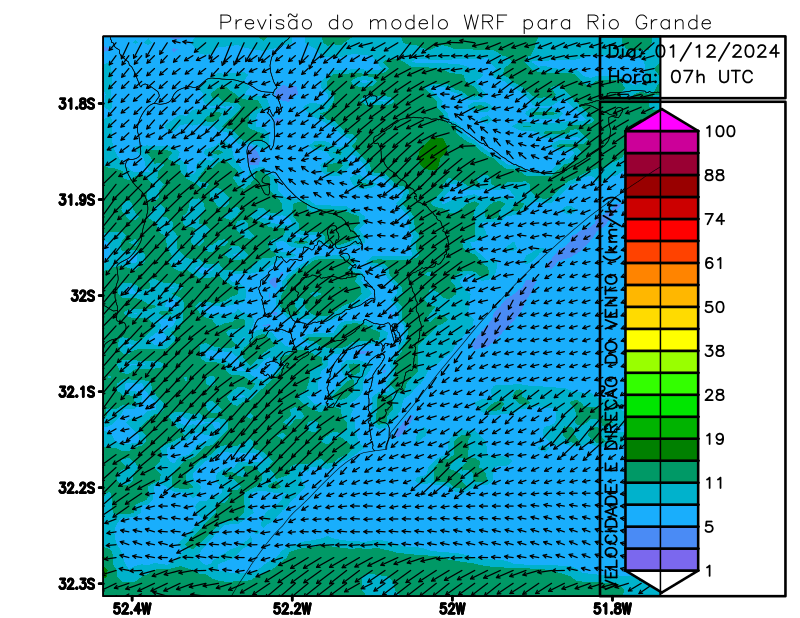 Previsão do modelo WRF para Rio Grande
Dia: 01/12/2024
Hora: 07h UTC
31.8S
31.9S
32S
32.1S
32.2S
32.3S
52.4W
52.2W
52W
51.8W
VELOCIDADE E DIREÇÃO DO VENTO (km/h)
100
88
74
61
50
38
28
19
11
5
1